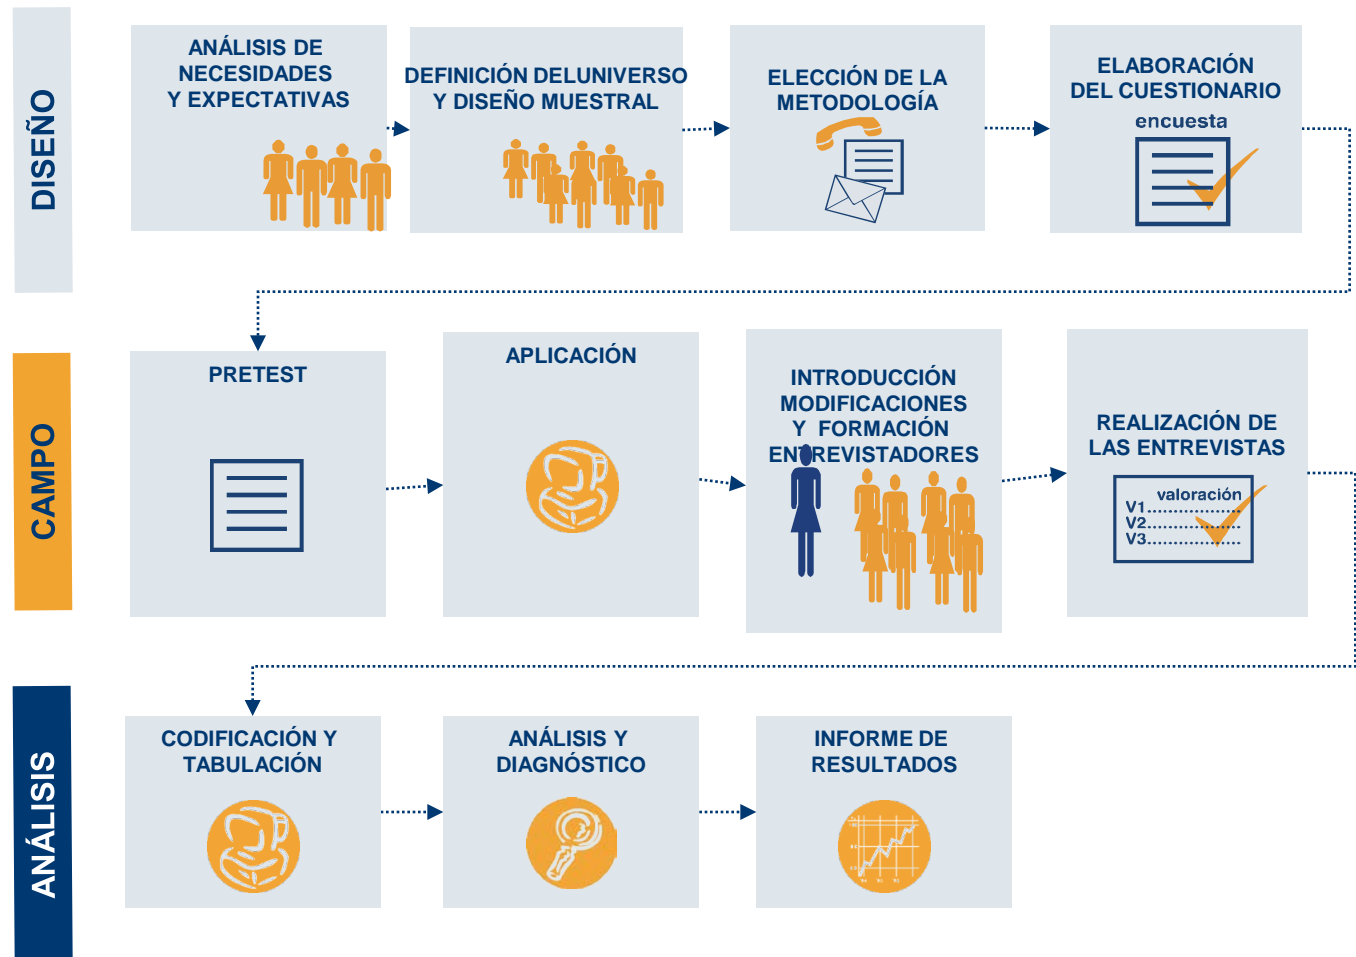 DISEÑO
ANÁLISIS DE
NECESIDADES
Y EXPECTATIVAS
DEFINICIÓN DELUNIVERSO
Y DISEÑO MUESTRAL
ELECCIÓN DE LA
METODOLOGÍA
ELABORACIÓN
DEL CUESTIONARIO
encuesta
CAMPO
PRETEST
APLICACIÓN
INTRODUCCIÓN
MODIFICACIONES
Y FORMACIÓN
ENTREVISTADORES
REALIZACIÓN DE
LAS ENTREVISTAS
valoración
V1..................
V2..................
V3..................
ANÁLISIS
CODIFICACIÓN Y
TABULACIÓN
ANÁLISIS Y
DIAGNÓSTICO
INFORME DE
RESULTADOS